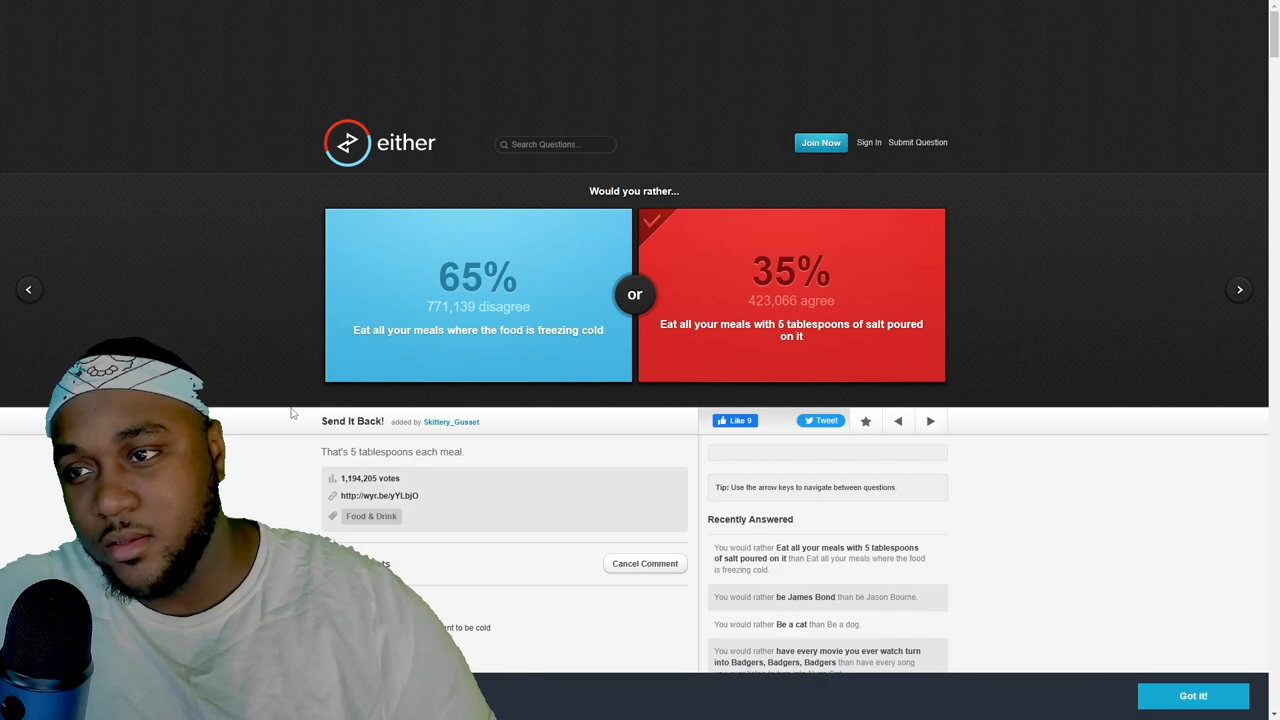 either
Search Questions...
Join Now
Sign In
Submit Question
Would you rather...
65%
771,139 disagree
Eat all your meals where the food is freezing cold
or
35%
423,066 agree
Eat all your meals with 5 tablespoons of salt poured
on it
Send It Back!
added by Skittery_Gusset
Like 9
Tweet
That's 5 tablespoons each meal.
1,194,205 votes
http://wyr.be/yYLbjO
Food & Drink
Cancel Comment
to be cold
Tip: Use the arrow keys to navigate between questions.
Recently Answered
You would rather Eat all your meals with 5 tablespoons
of salt poured on it than Eat all your meals where the food
is freezing cold.
You would rather be James Bond than be Jason Bourne.
You would rather Be a cat than Be a dog.
You would rather have every movie you ever watch turn
into Badgers, Badgers, Badgers than have every song
Got it!